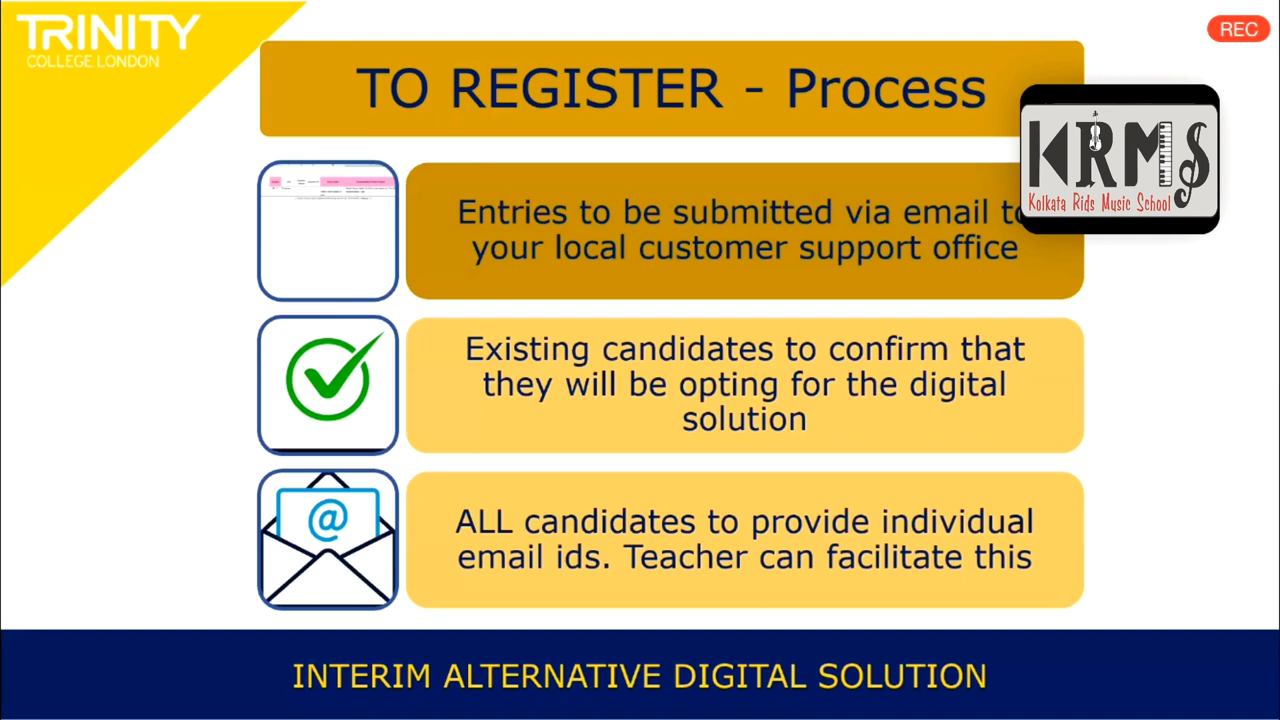 TRINITY
COLLEGE LONDON
REC
TO REGISTER - Process
KRMS
Kolkata Rids Music School
Entries to be submitted via email to
your local customer support office
Existing candidates to confirm that
they will be opting for the digital
solution
@
ALL candidates to provide individual
email ids. Teacher can facilitate this
INTERIM ALTERNATIVE DIGITAL SOLUTION